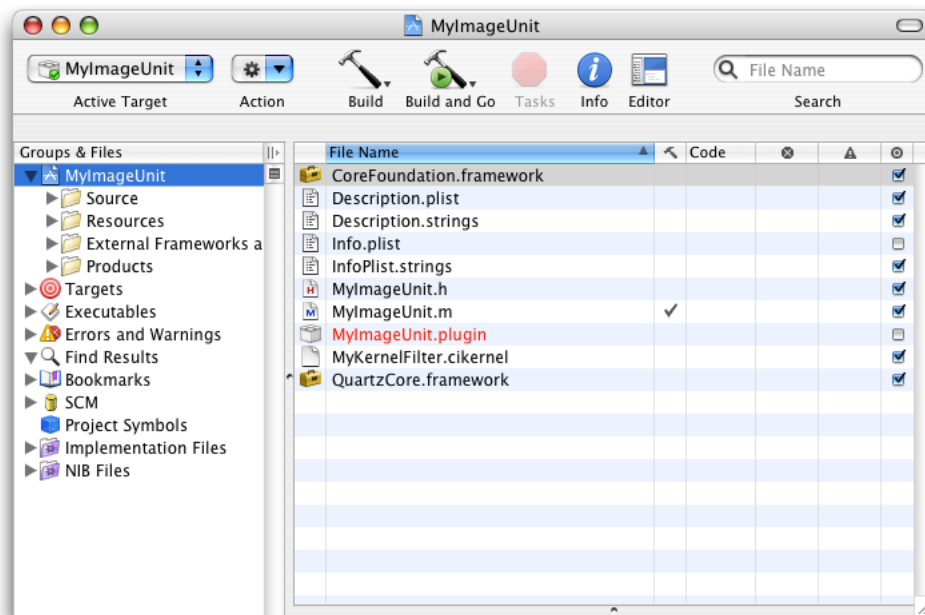 MyImageUnit
MyImageUnit
File Name
Active Target Action Build Build and Go Tasks Info Editor Search
Groups & Files
MyImageUnit
Source
Resources
External Frameworks a
Products
Targets
Executables
Errors and Warnings
Find Results
Bookmarks
SCM
Project Symbols
Implementation Files
NIB Files
File Name Code
CoreFoundation.framework
Description.plist
Description.strings
Info.plist
InfoPlist.strings
MyImageUnit.h
MyImageUnit.m
MyImageUnit.plugin
MyKernelFilter.cikernel
QuartzCore.framework